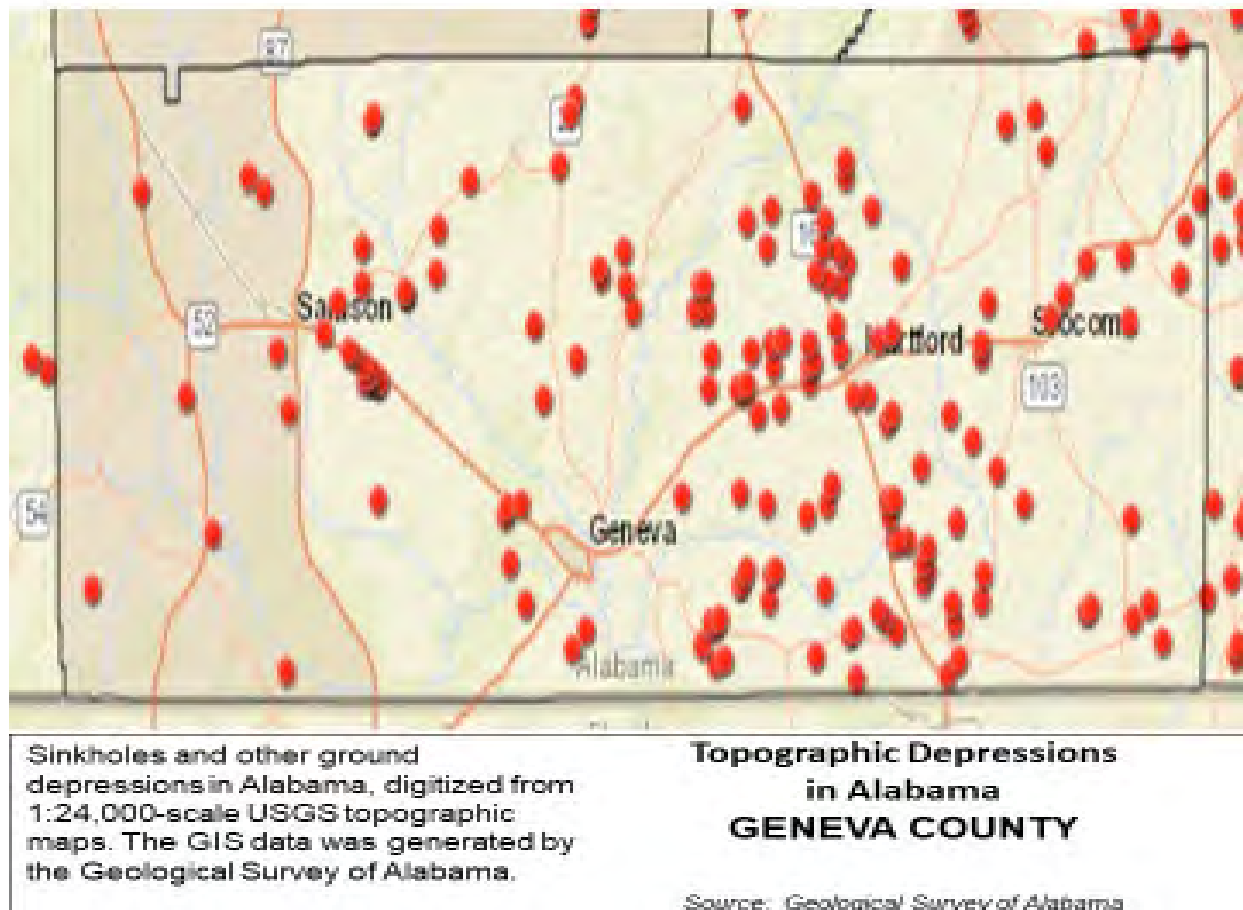 52
Samson
Hartford
Slocomb
103
54
Geneva
Alabama
Sinkholes and other ground
depressions in Alabama, digitized from
1:24,000-scale USGS topographic
maps. The GIS data was generated by
the Geological Survey of Alabama.
Topographic Depressions
in Alabama
GENEVA COUNTY
Source: Geological Survey of Alabama